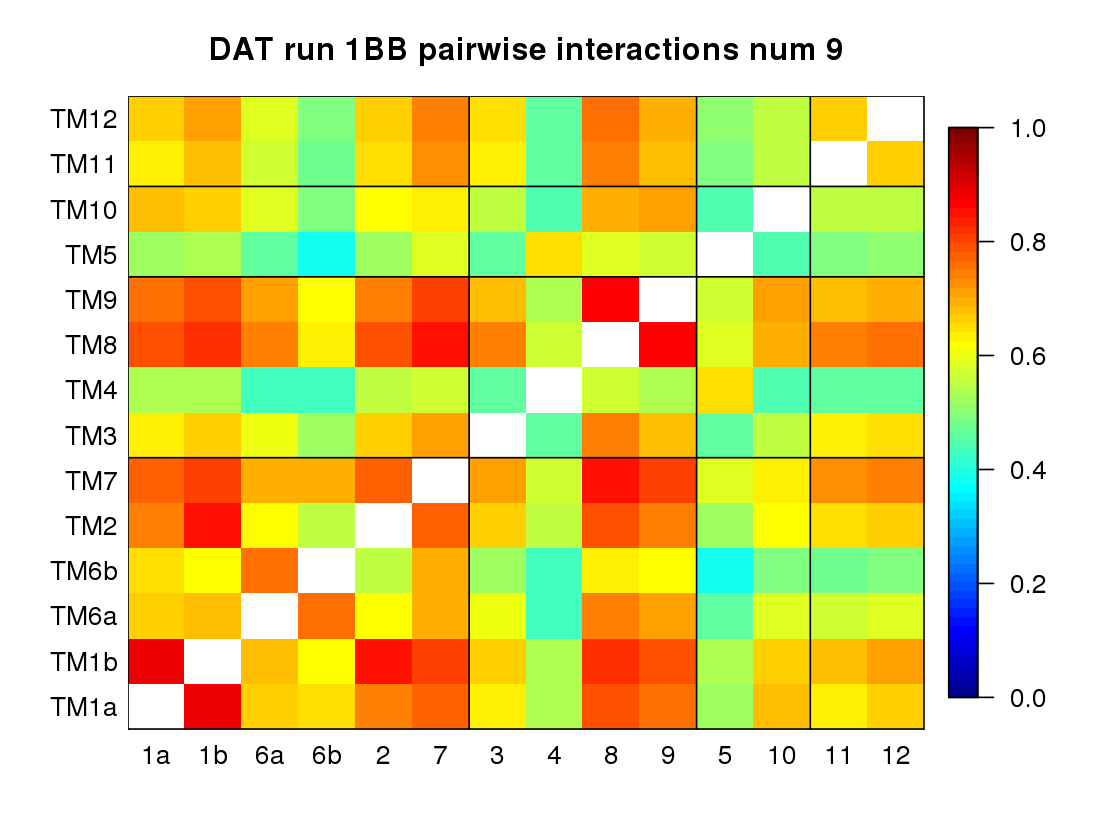 DAT run 1BB pairwise interactions num 9
TM12
TM11
TM10
TM5
TM9
TM8
TM4
TM3
TM7
TM2
TM6b
TM6a
TM1b
TM1a
1a 1b 6a 6b 2 7 3 4 8 9 5 10 11 12
1.0
0.8
0.6
0.4
0.2
0.0